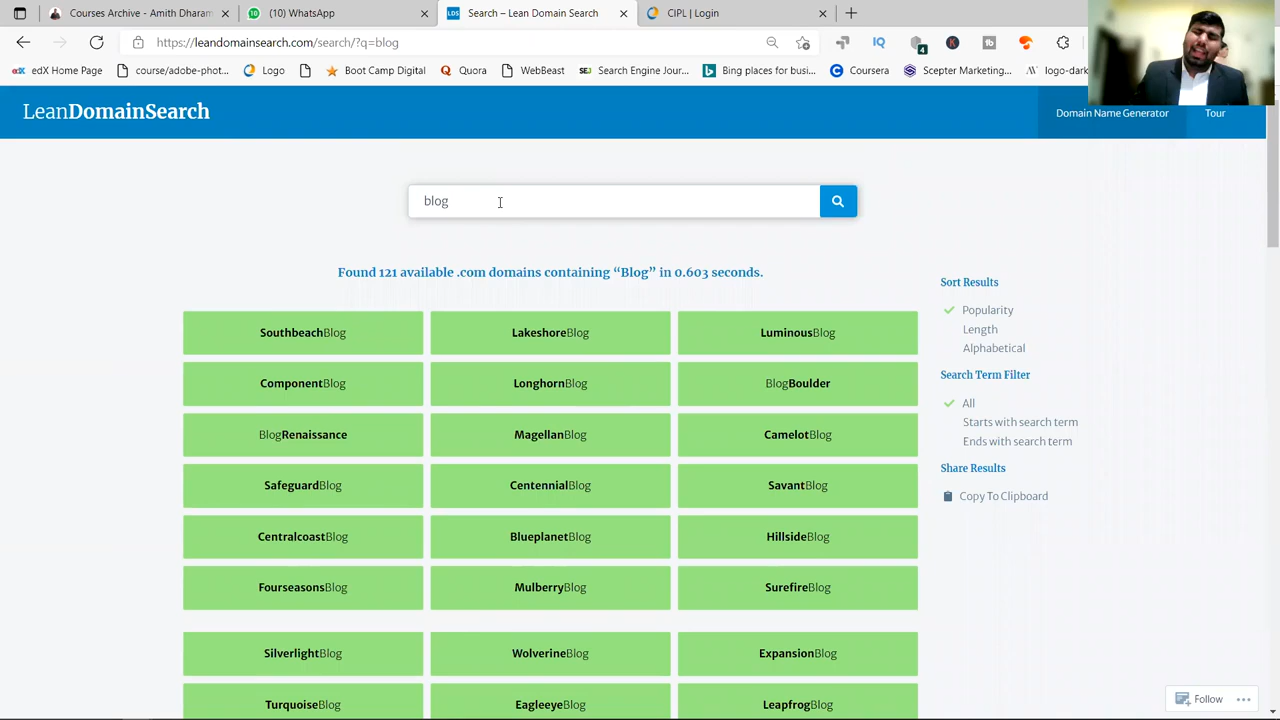 Courses Archive - Amith Dharam
WhatsApp
Search – Lean Domain Search
CIPL | Login
https://leandomainsearch.com/search/?q=blog
edX Home Page
course/adobe-phot...
Logo
Boot Camp Digital
Quora
WebBeast
Search Engine Jour...
Bing places for busi...
Coursera
Scepter Marketing...
logo-dark
LeanDomainSearch
Domain Name Generator
Tour
blog
Found 121 available .com domains containing “Blog” in 0.603 seconds.
SouthbeachBlog
LakeshoreBlog
LuminousBlog
ComponentBlog
LonghornBlog
BlogBoulder
BlogRenaissance
MagellanBlog
CamelotBlog
SafeguardBlog
CentennialBlog
SavantBlog
CentralcoastBlog
BlueplanetBlog
HillsideBlog
FourseasonsBlog
MulberryBlog
SurefireBlog
SilverlightBlog
WolverineBlog
ExpansionBlog
TurquoiseBlog
EagleeyeBlog
LeapfrogBlog
Sort Results
Popularity
Length
Alphabetical
Search Term Filter
All
Starts with search term
Ends with search term
Share Results
Copy To Clipboard
Follow